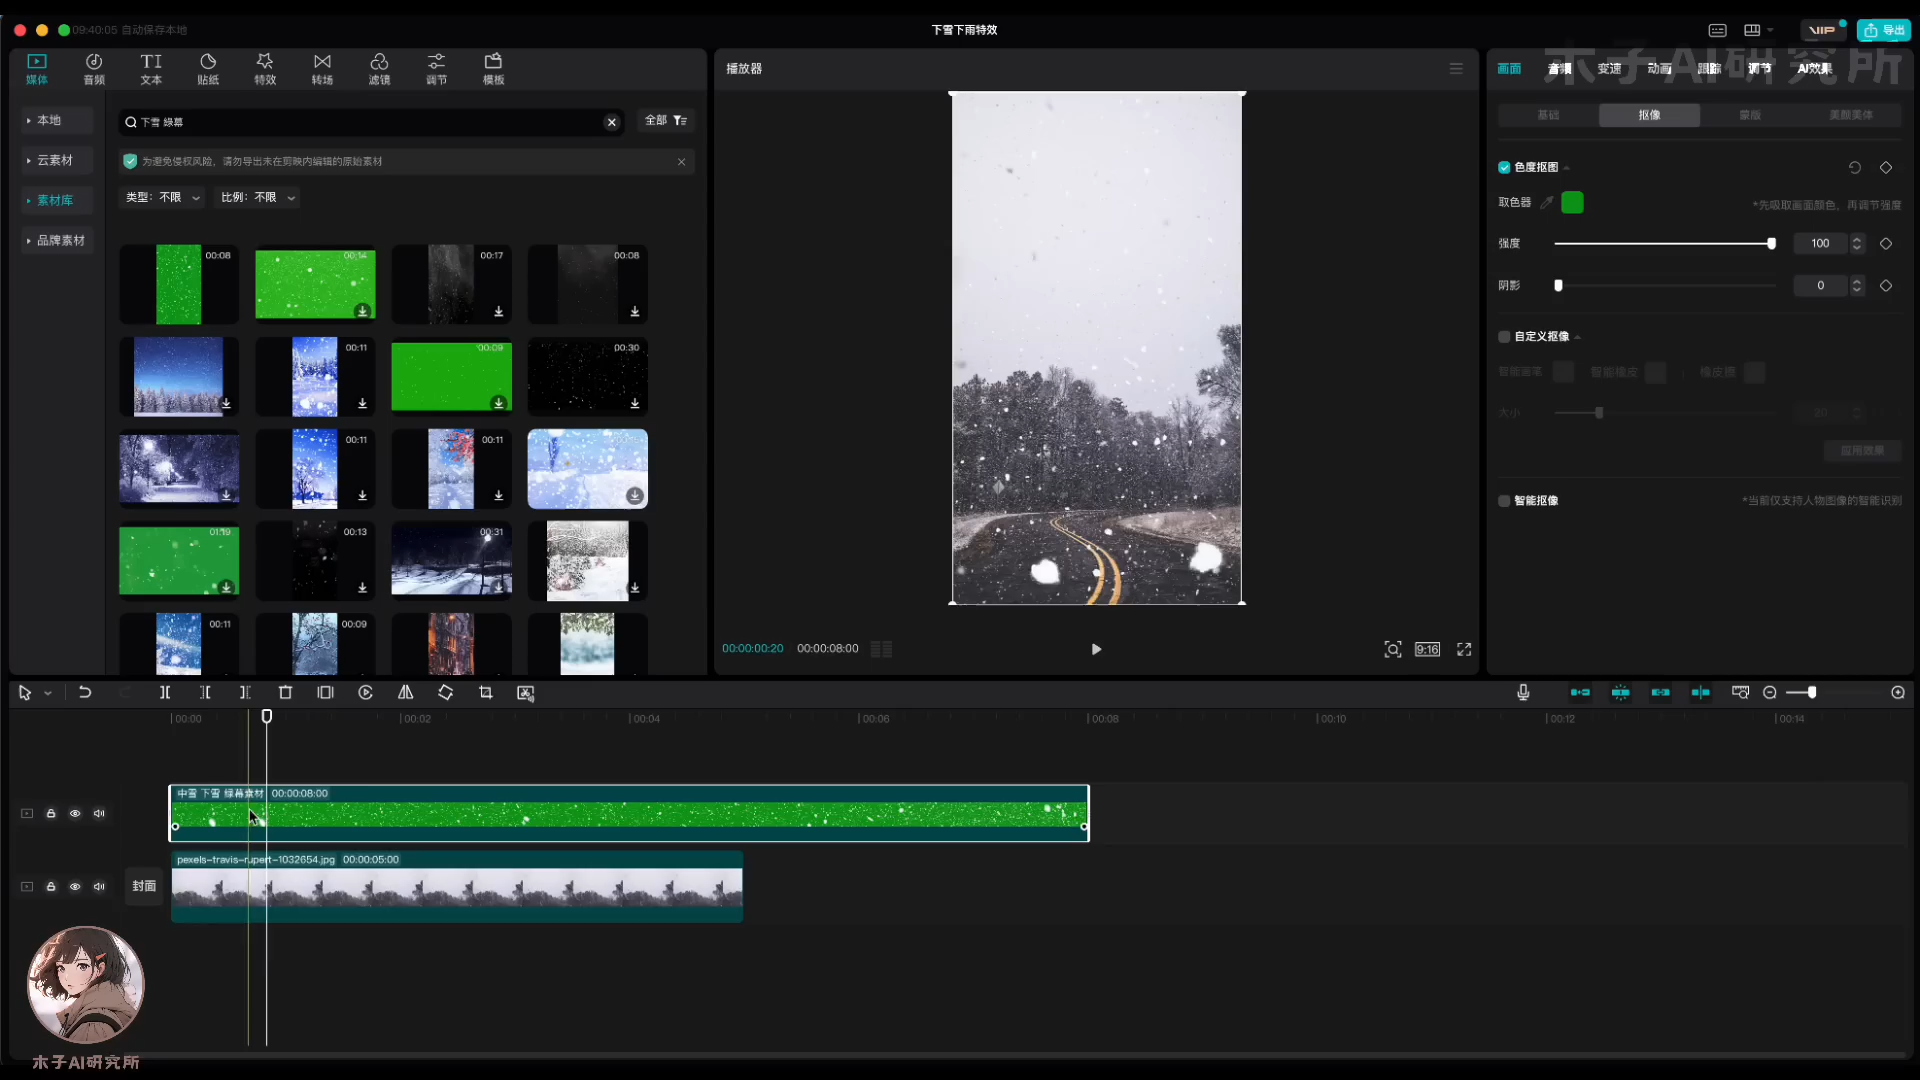 09:40:05 自动保存本地
下雪下雨特效
VIP
导出
媒体
音频
TI
文本
贴纸
特效
转场
滤镜
调节
模板
本地
云素材
素材库
品牌素材
下雪 绿幕
全部
为避免侵权风险，请勿导出未在剪映内编辑的原始素材
类型：不限
比例：不限
00:08
00:14
00:17
00:08
00:11
00:09
00:30
00:11
00:11
01:19
00:13
00:31
00:11
00:09
播放器
00:00:00:20
00:00:08:00
9:16
木子AI研究所
画面
音频
变速
动画
跟踪
调节
AI效果
基础
抠像
蒙版
美颜美体
色度抠图
取色器
*先吸取画面颜色，再调节强度
强度
100
阴影
0
自定义抠像
智能画笔
智能橡皮
橡皮擦
大小
20
应用效果
智能抠像
*当前仅支持人物图像的智能识别
00:00
00:02
00:04
00:06
00:08
00:10
00:12
00:14
中雪 下雪 绿幕素材 00:00:08:00
封面
pexels-travis-rupert-1032654.jpg 00:00:05:00
木子AI研究所